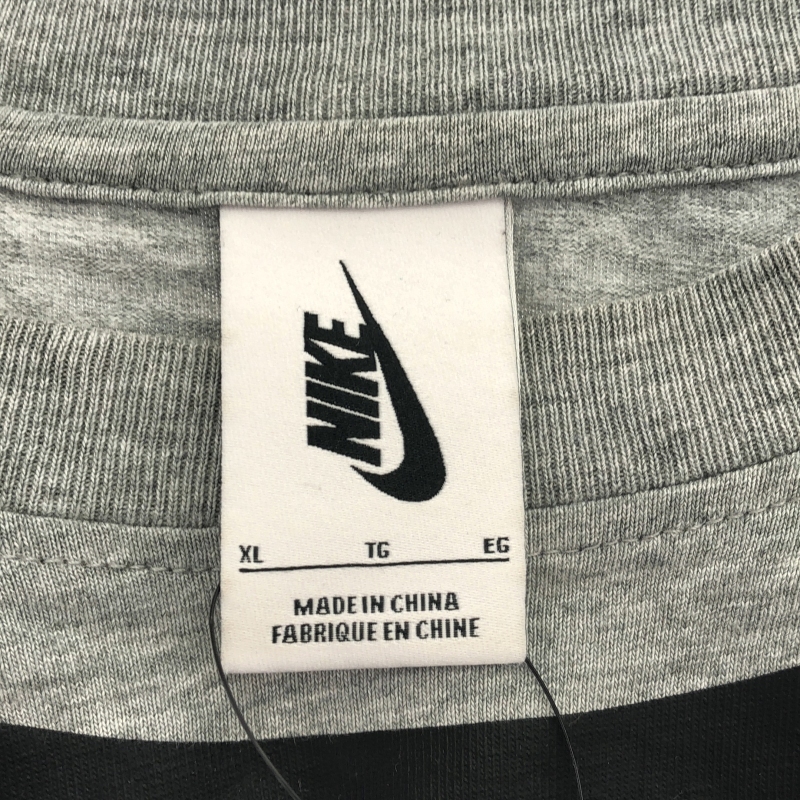 NIKE
XL TG EG
MADE IN CHINA
FABRIQUE EN CHINE